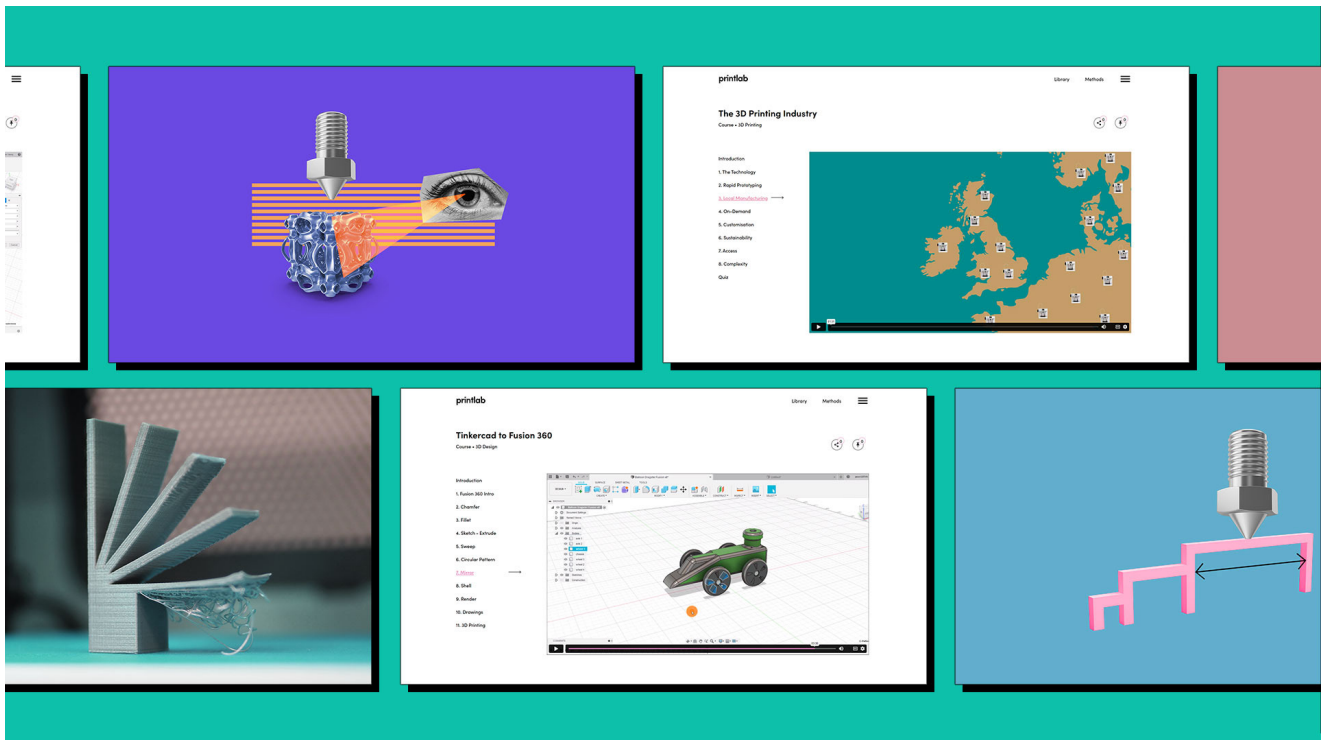 printlab
Library
Methods
The 3D Printing Industry
Course • 3D Printing
Introduction
1. The Technology
2. Rapid Prototyping
3. Local Manufacturing
4. On-Demand
5. Customisation
6. Sustainability
7. Access
8. Complexity
Quiz
printlab
Library
Methods
Tinkercad to Fusion 360
Course • 3D Design
Introduction
1. Fusion 360 Intro
2. Chamfer
3. Fillet
4. Sketch + Extrude
5. Sweep
6. Circular Pattern
7. Mirror
8. Shell
9. Render
10. Drawings
11. 3D Printing